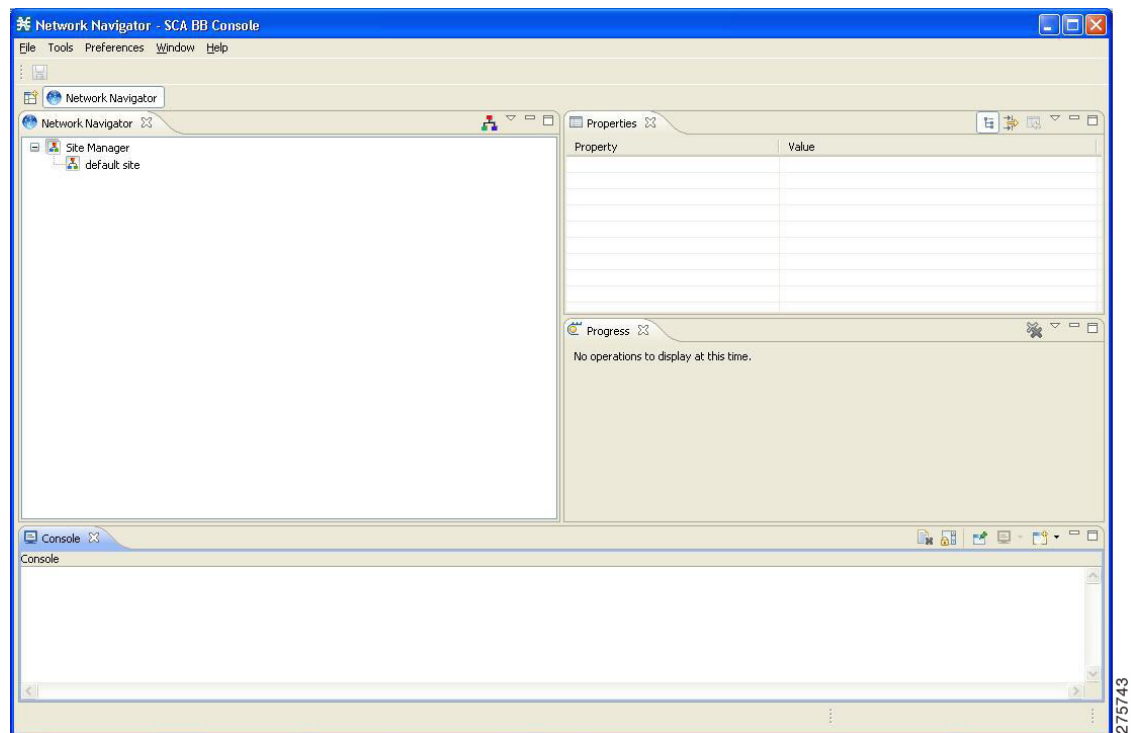 Network Navigator - SCA BB Console
File Tools Preferences Window Help
Network Navigator
Network Navigator
Site Manager
default site
Properties
Property Value
Progress
No operations to display at this time.
Console
Console
275743